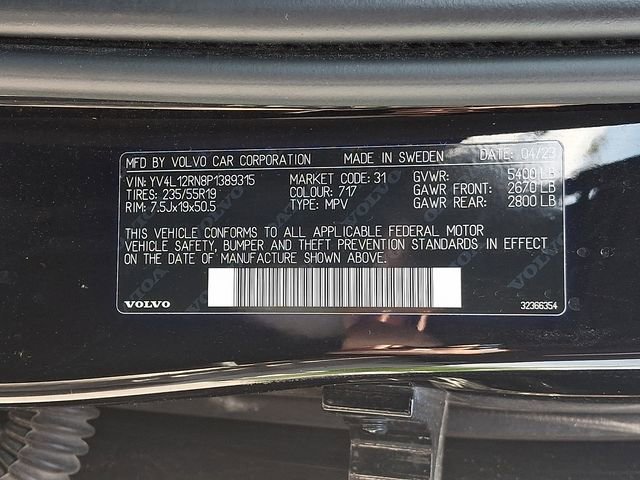 MFD BY VOLVO CAR CORPORATION MADE IN SWEDEN DATE: 04/23
VIN: YV4L12RN8P1389315 MARKET CODE: 31 GVWR: 5400 LB
TIRES: 235/55R19 COLOUR: 717 GAWR FRONT: 2670 LB
RIM: 7.5Jx19x50.5 TYPE: MPV GAWR REAR: 2800 LB
THIS VEHICLE CONFORMS TO ALL APPLICABLE FEDERAL MOTOR
VEHICLE SAFETY, BUMPER AND THEFT PREVENTION STANDARDS IN EFFECT
ON THE DATE OF MANUFACTURE SHOWN ABOVE.
VOLVO 32366354